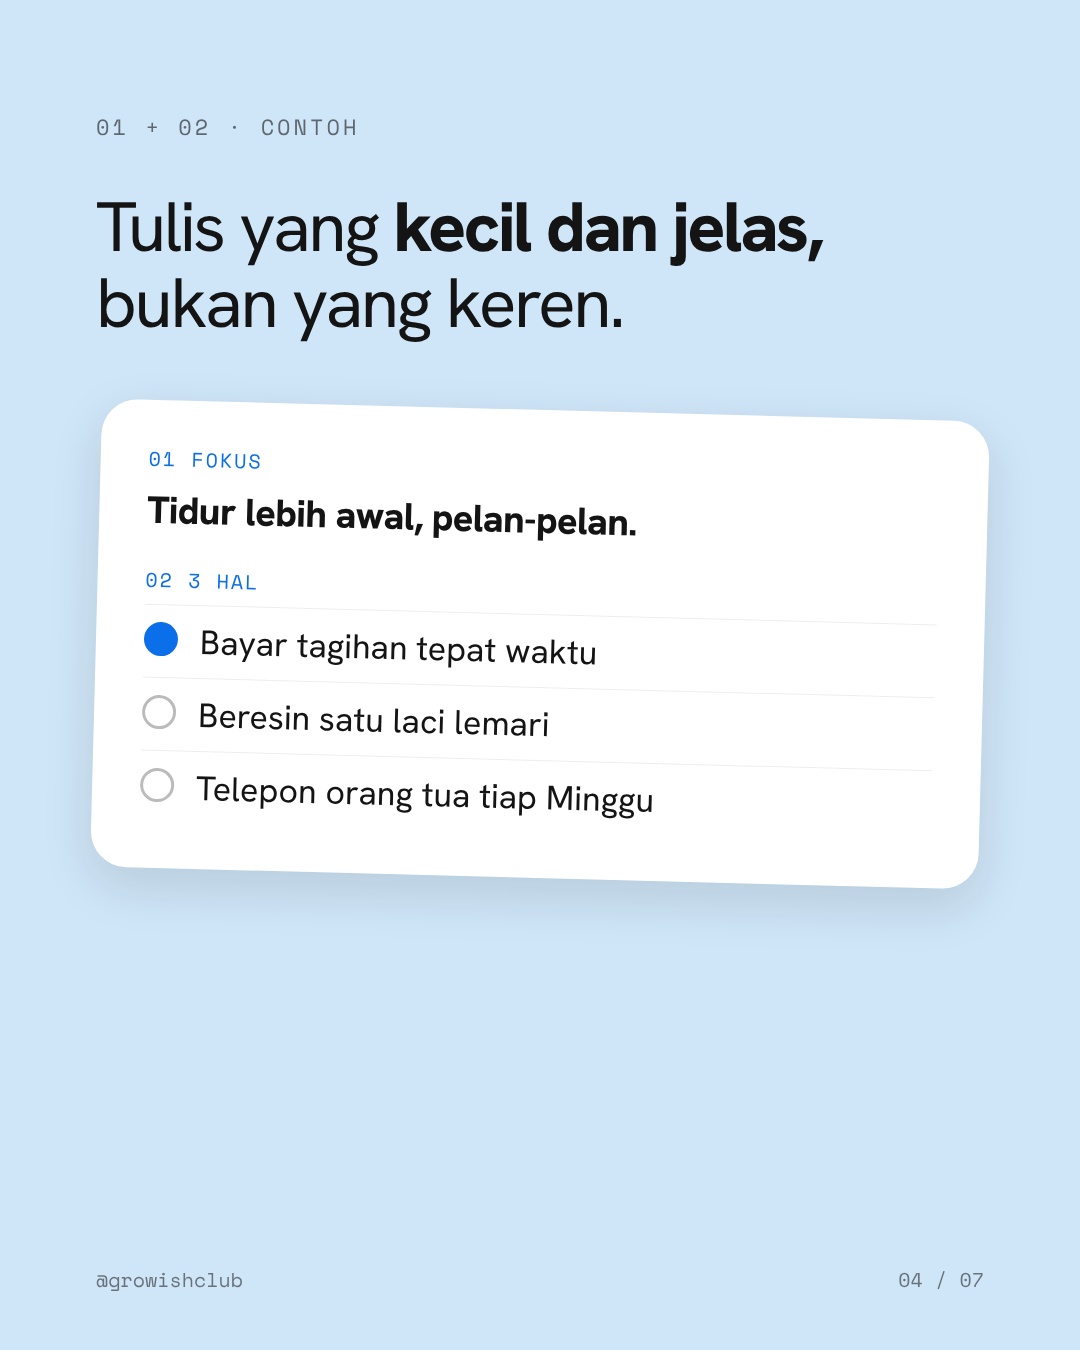 01 + 02 · CONTOH
Tulis yang kecil dan jelas,
bukan yang keren.
01 FOKUS
Tidur lebih awal, pelan-pelan.
02 3 HAL
Bayar tagihan tepat waktu
Beresin satu laci lemari
Telepon orang tua tiap Minggu
@growishclub
04 / 07